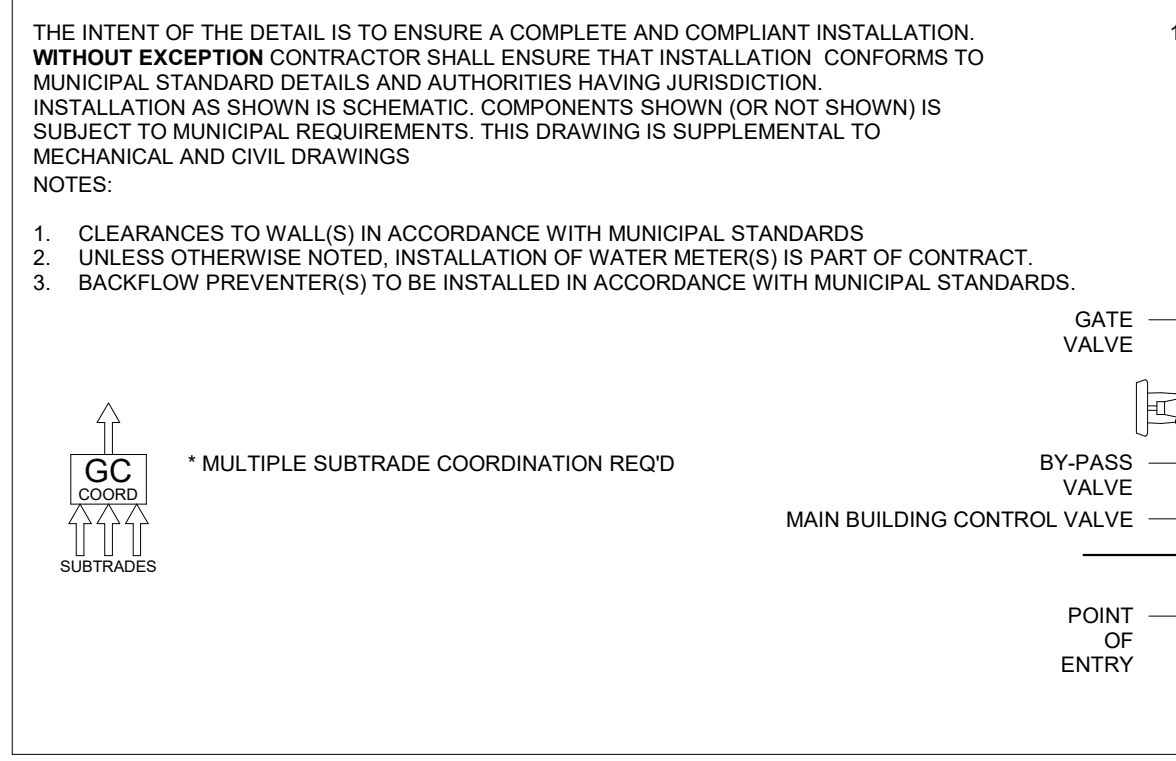 THE INTENT OF THE DETAIL IS TO ENSURE A COMPLETE AND COMPLIANT INSTALLATION.
WITHOUT EXCEPTION CONTRACTOR SHALL ENSURE THAT INSTALLATION CONFORMS TO
MUNICIPAL STANDARD DETAILS AND AUTHORITIES HAVING JURISDICTION.
INSTALLATION AS SHOWN IS SCHEMATIC. COMPONENTS SHOWN (OR NOT SHOWN) IS
SUBJECT TO MUNICIPAL REQUIREMENTS. THIS DRAWING IS SUPPLEMENTAL TO
MECHANICAL AND CIVIL DRAWINGS
NOTES:
1. CLEARANCES TO WALL(S) IN ACCORDANCE WITH MUNICIPAL STANDARDS
2. UNLESS OTHERWISE NOTED, INSTALLATION OF WATER METER(S) IS PART OF CONTRACT.
3. BACKFLOW PREVENTER(S) TO BE INSTALLED IN ACCORDANCE WITH MUNICIPAL STANDARDS.
GATE
VALVE
GC
COORD
SUBTRADES
* MULTIPLE SUBTRADE COORDINATION REQ'D
BY-PASS
VALVE
MAIN BUILDING CONTROL VALVE
POINT
OF
ENTRY